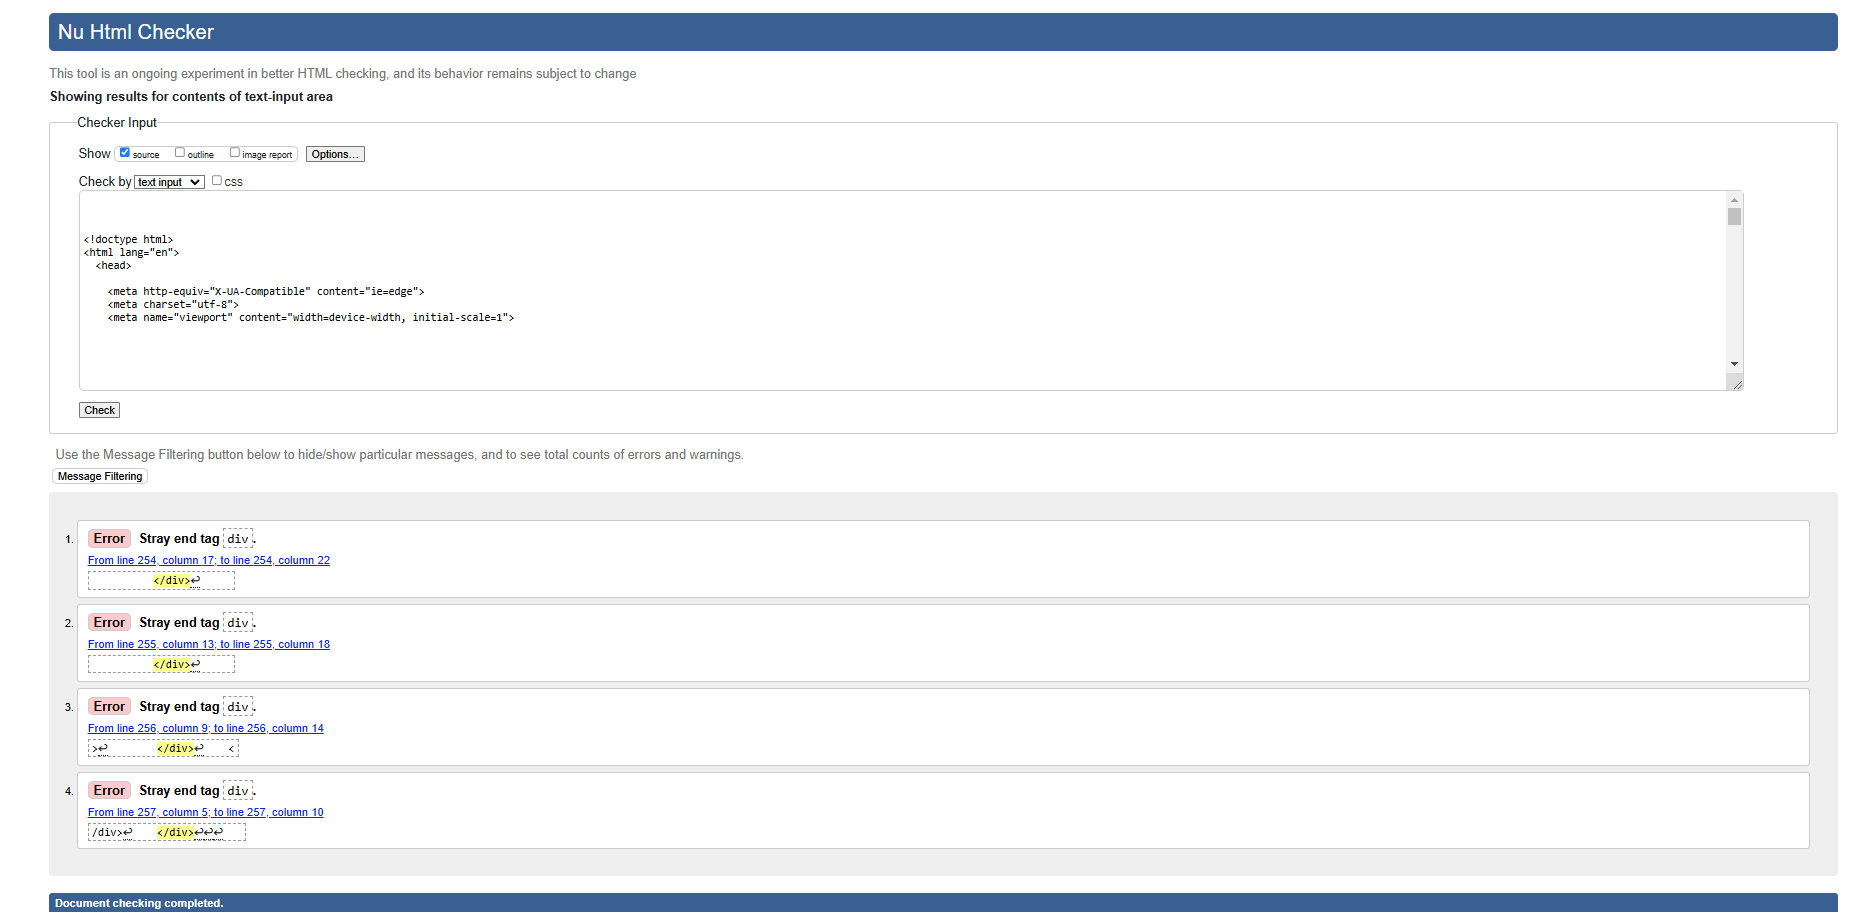 Nu Html Checker
This tool is an ongoing experiment in better HTML checking, and its behavior remains subject to change
Showing results for contents of text-input area
Checker Input
Show source outline image report Options...
Check by text input css
<!doctype html>
<html lang="en">
<head>
<meta http-equiv="X-UA-Compatible" content="ie=edge">
<meta charset="utf-8">
<meta name="viewport" content="width=device-width, initial-scale=1">
Check
Use the Message Filtering button below to hide/show particular messages, and to see total counts of errors and warnings.
Message Filtering
1. Error Stray end tag div.
From line 254, column 17; to line 254, column 22
</div>↩
2. Error Stray end tag div.
From line 255, column 13; to line 255, column 18
</div>↩
3. Error Stray end tag div.
From line 256, column 9; to line 256, column 14
>↩ </div>↩ <
4. Error Stray end tag div.
From line 257, column 5; to line 257, column 10
/div>↩ </div>↩↩↩
Document checking completed.